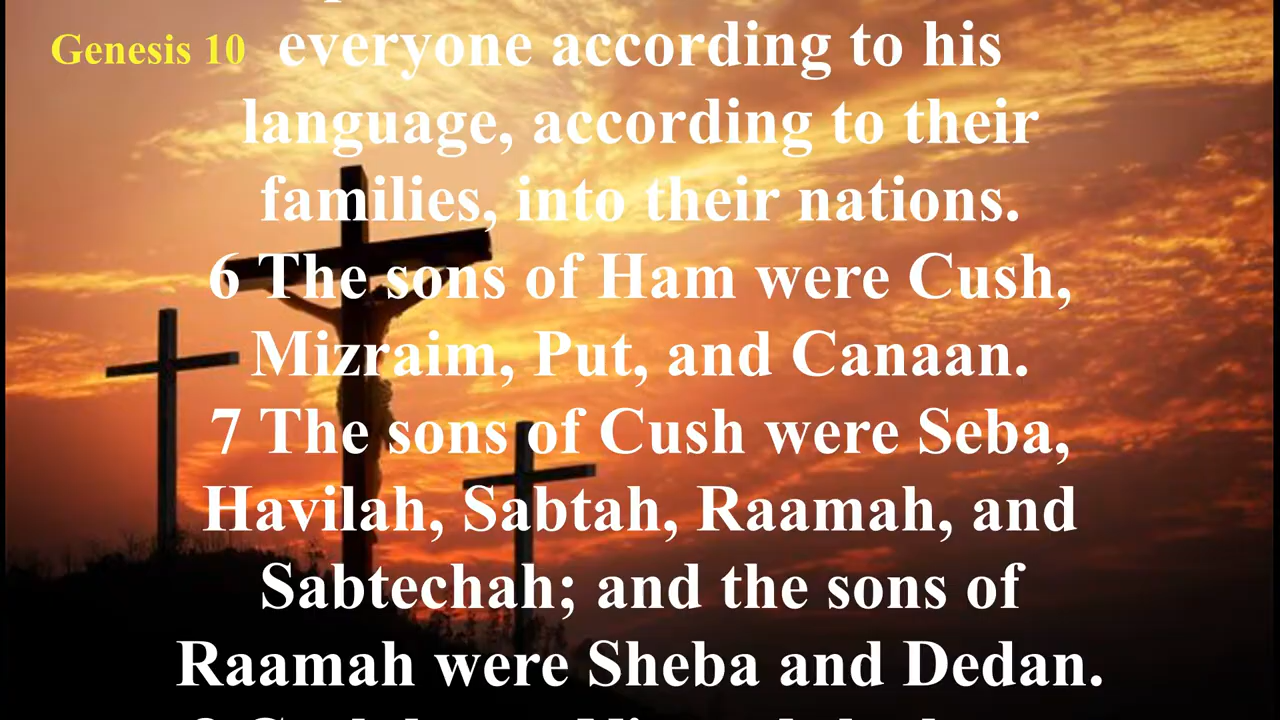 Genesis 10
everyone according to his
language, according to their
families, into their nations.
6 The sons of Ham were Cush,
Mizraim, Put, and Canaan.
7 The sons of Cush were Seba,
Havilah, Sabtah, Raamah, and
Sabtechah; and the sons of
Raamah were Sheba and Dedan.